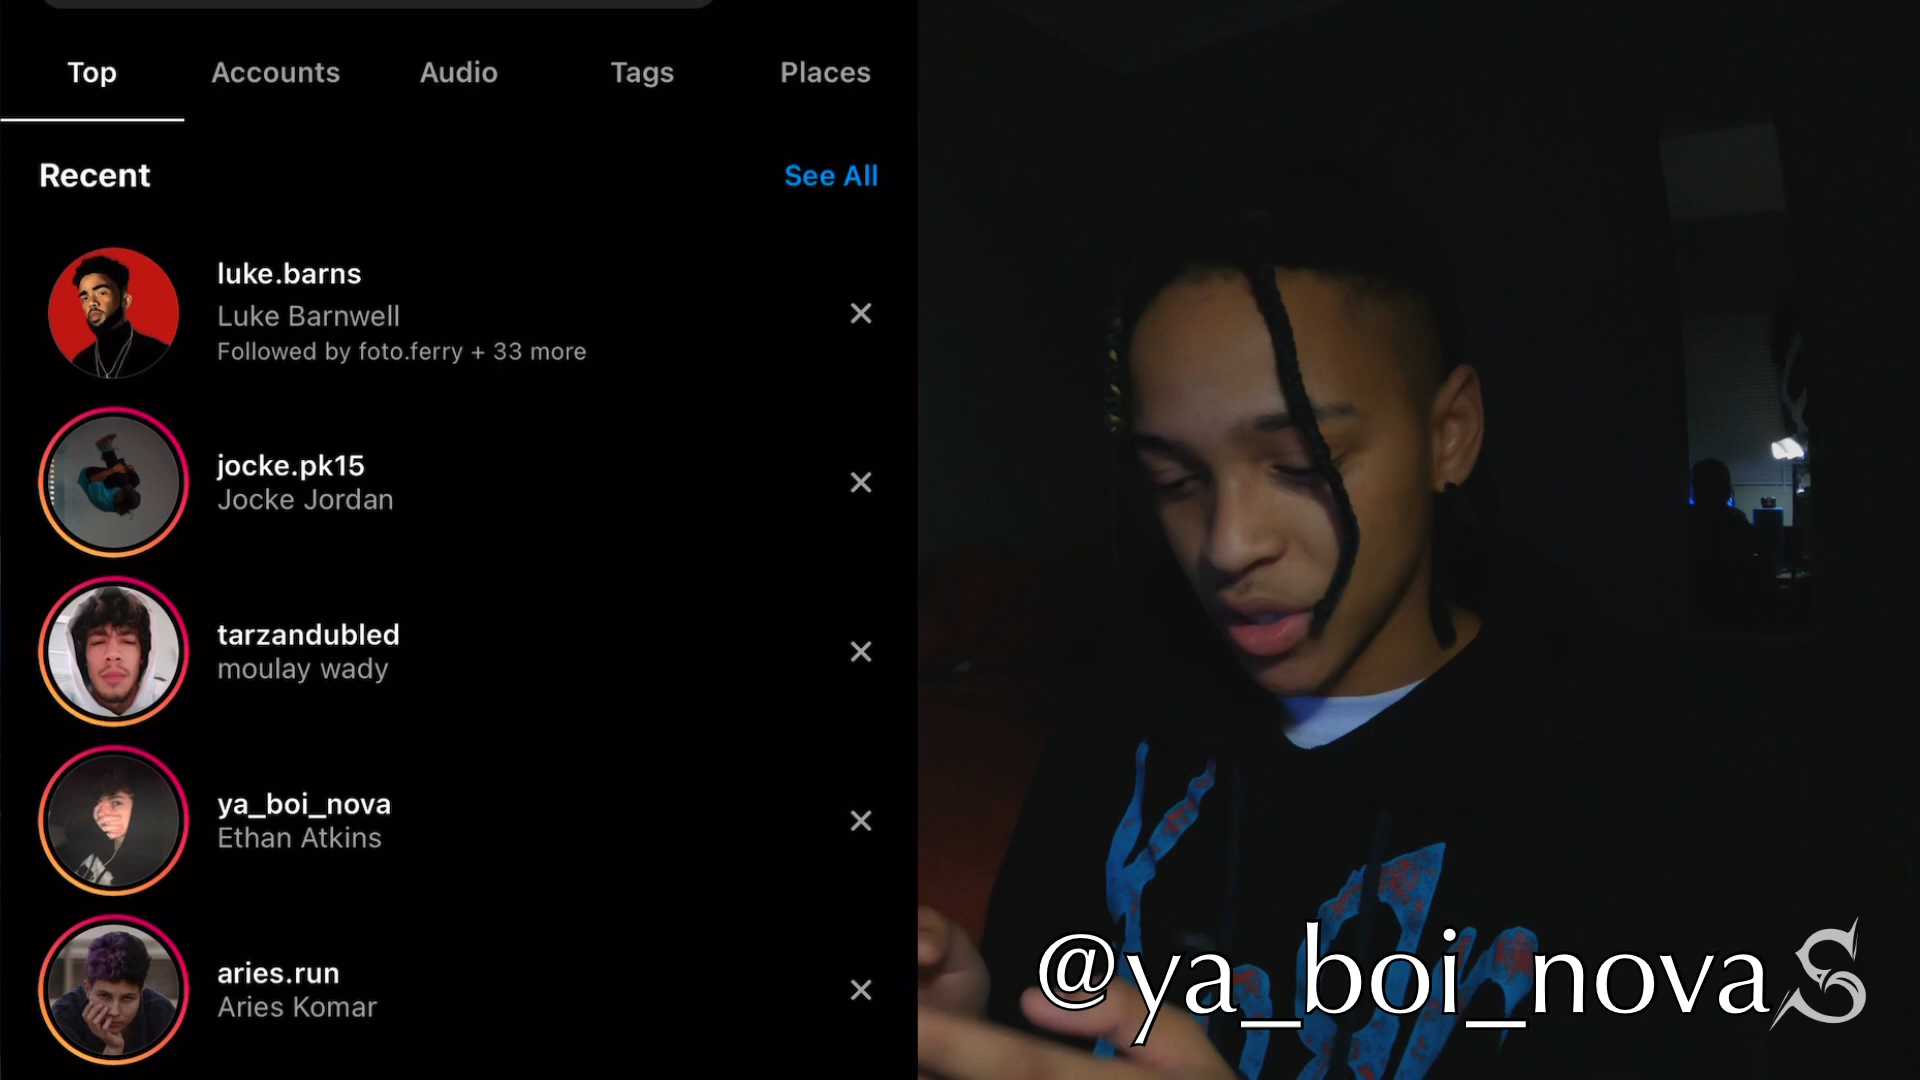 Top Accounts Audio Tags Places
Recent See All
luke.barns
Luke Barnwell
Followed by foto.ferry + 33 more
jocke.pk15
Jocke Jordan
tarzandubled
moulay wady
ya_boi_nova
Ethan Atkins
aries.run
Aries Komar
@ya_boi_nova